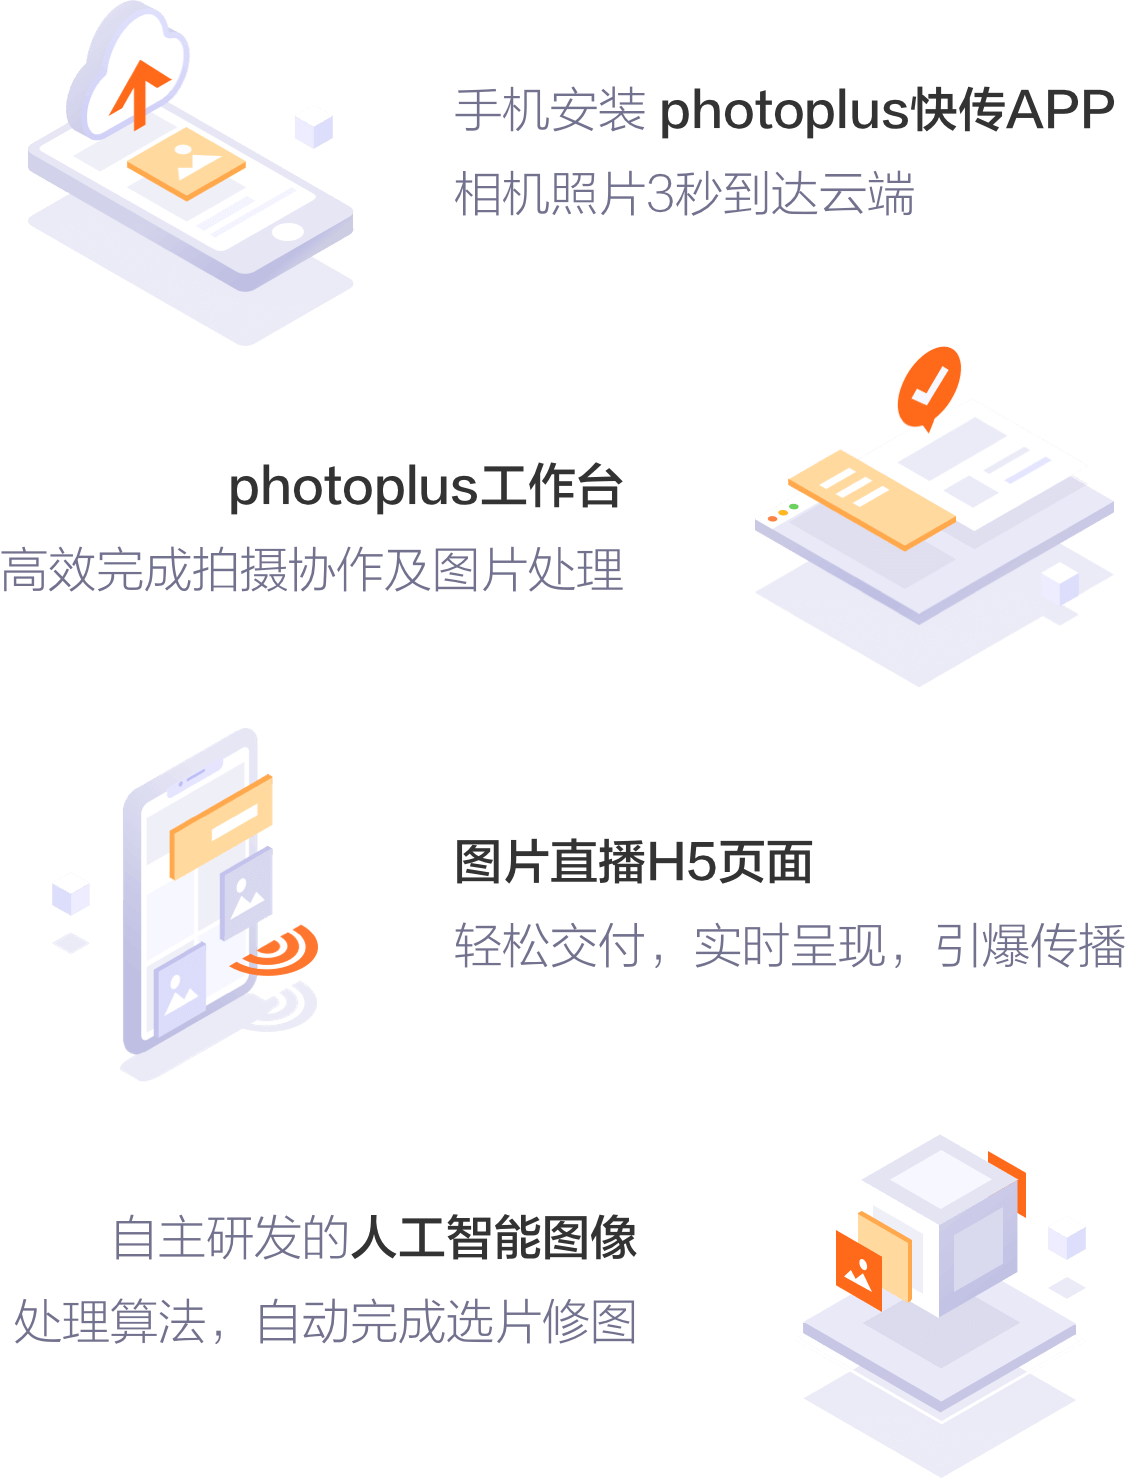 手机安装 photoplus快传APP
相机照片3秒到达云端
photoplus工作台
高效完成拍摄协作及图片处理
图片直播H5页面
轻松交付，实时呈现，引爆传播
自主研发的人工智能图像
处理算法，自动完成选片修图